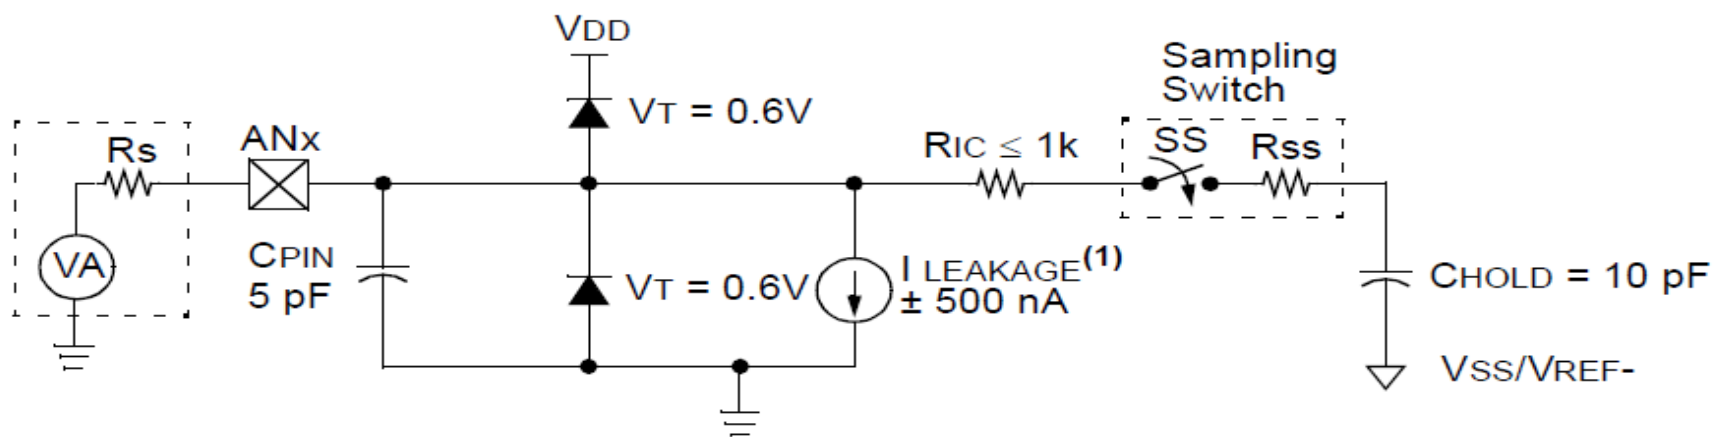 VDD
Sampling
Switch
VT = 0.6V
ANx
Rs
RIC ≤ 1k
SS
Rss
VA
CPIN
5 pF
VT = 0.6V
I LEAKAGE(1)
± 500 nA
CHOLD = 10 pF
VSS/VREF-